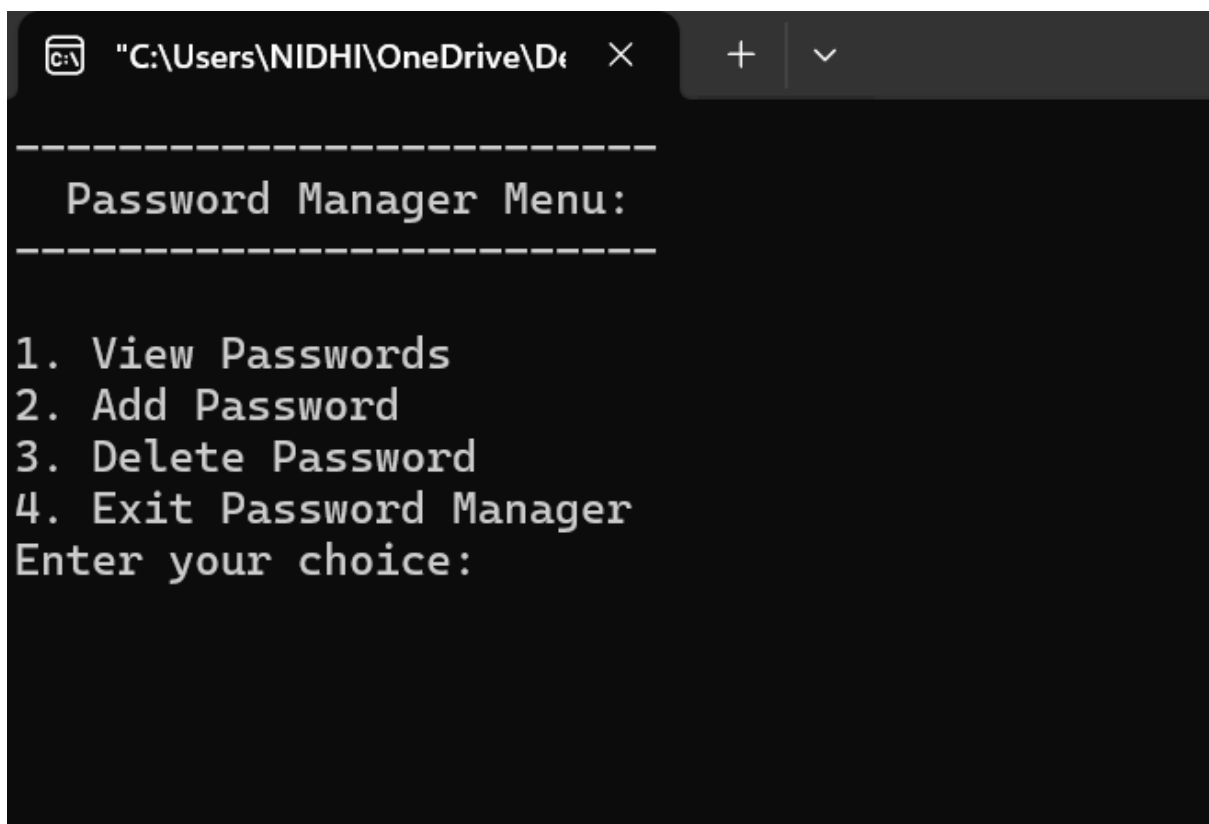 "C:\Users\NIDHI\OneDrive\De
--------------------------
Password Manager Menu:
--------------------------
1. View Passwords
2. Add Password
3. Delete Password
4. Exit Password Manager
Enter your choice: